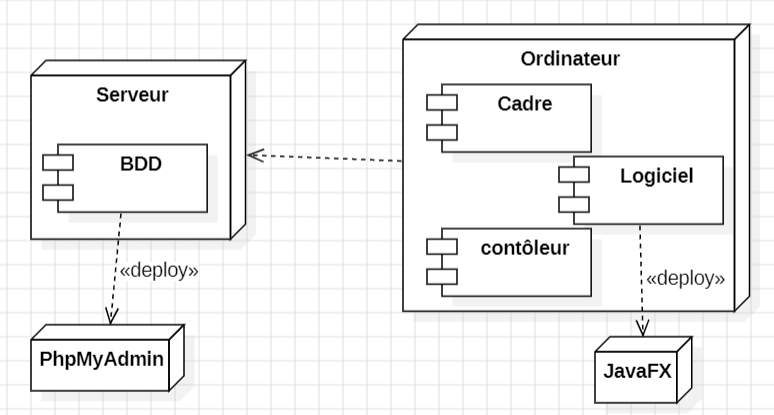 Ordinateur
Serveur
Cadre
BDD
Logiciel
contôleur
«deploy»
«deploy»
PhpMyAdmin
JavaFX